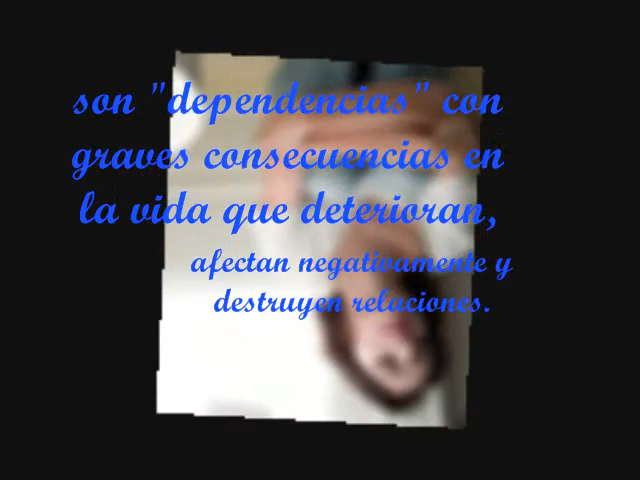 son "dependencias" con
graves consecuencias en
la vida que deterioran,
afectan negativamente y
destruyen relaciones.